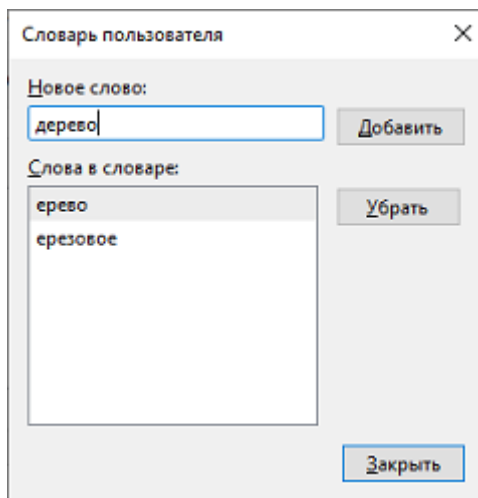 Словарь пользователя
Новое слово:
дерево
Добавить
Слова в словаре:
ерево
Убрать
ерезовое
Закрыть